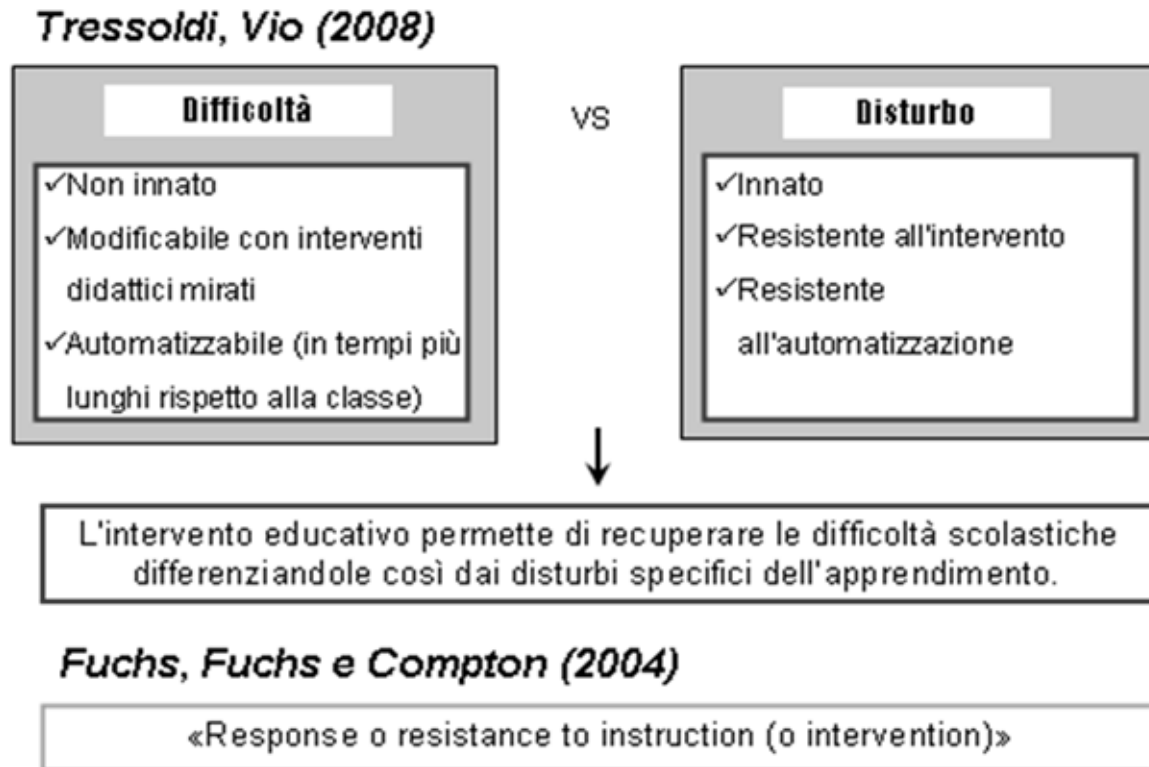 Tressoldi, Vio (2008)
Difficoltà
✓Non innato
✓Modificabile con interventi
didattici mirati
✓Automatizzabile (in tempi più
lunghi rispetto alla classe)
VS
Disturbo
✓Innato
✓Resistente all'intervento
✓Resistente
all'automatizzazione
L'intervento educativo permette di recuperare le difficoltà scolastiche
differenziandole così dai disturbi specifici dell'apprendimento.
Fuchs, Fuchs e Compton (2004)
«Response o resistance to instruction (o intervention)»